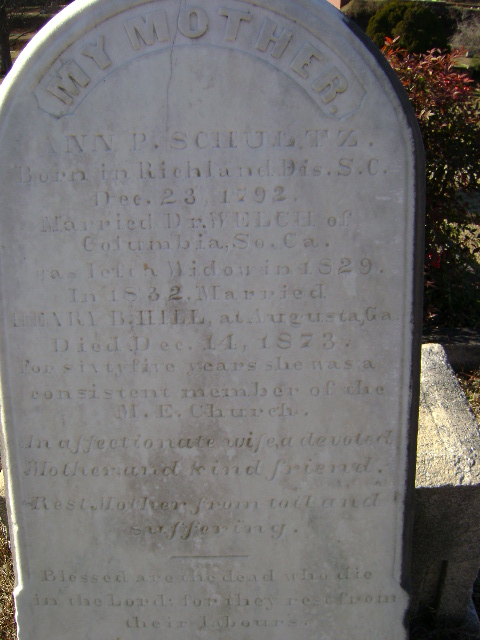 MY MOTHER
ANN P. SCHULTZ.
Born in Richland Dis. S.C.
Dec. 23, 1792.
Married Dr. WELCH of
Columbia, So. Ca.
was left a Widow in 1829.
In 1832, Married
HENRY B. HILL, at Augusta, Ga.
Died Dec. 14, 1873.
For sixty five years she was a
consistent member of the
M. E. Church.
An affectionate wife, a devoted
Mother and kind friend.
Rest, Mother from toil and
suffering.
Blessed are the dead who die
in the Lord: for they rest from
their labours.